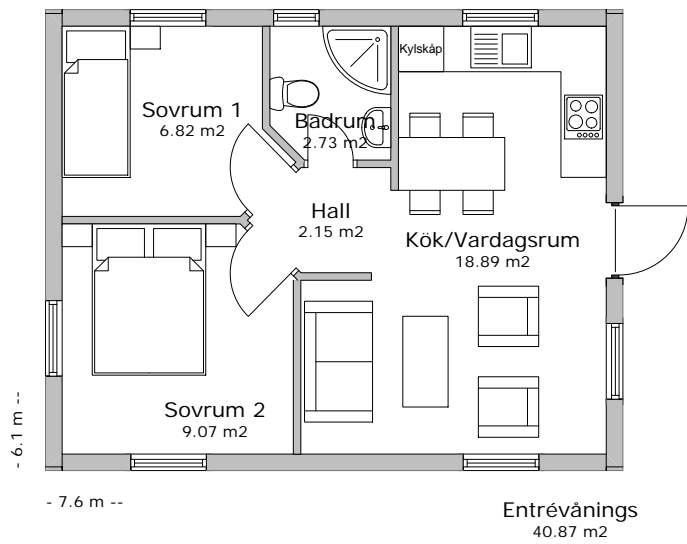 Kylskåp
Sovrum 1
6.82 m2
Badrum
2.73 m2
Hall
2.15 m2
Kök/Vardagsrum
18.89 m2
Sovrum 2
9.07 m2
- 6.1 m --
- 7.6 m --
Entrévånings
40.87 m2